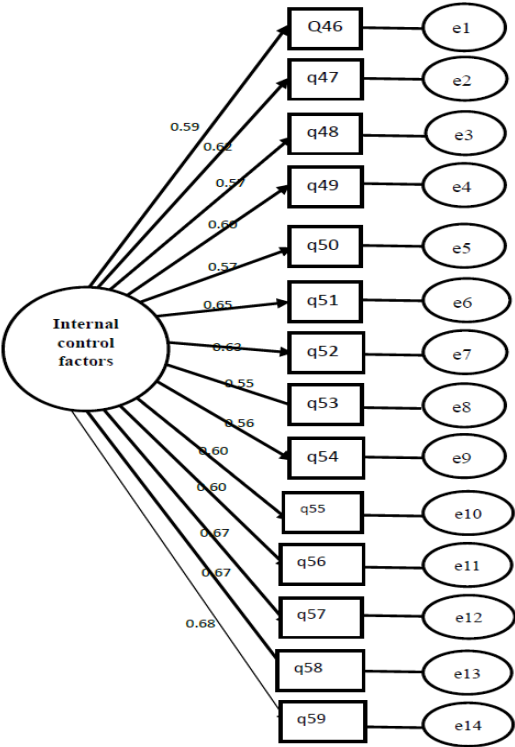 Q46 e1
q47 e2
0.59
q48 e3
0.62
0.57
q49 e4
0.60
q50 e5
0.57
q51 e6
0.65
Internal
control
factors
0.63
q52 e7
0.55
q53 e8
0.56
q54 e9
0.60
0.60
q55 e10
0.67
q56 e11
0.67
q57 e12
0.68
q58 e13
q59 e14